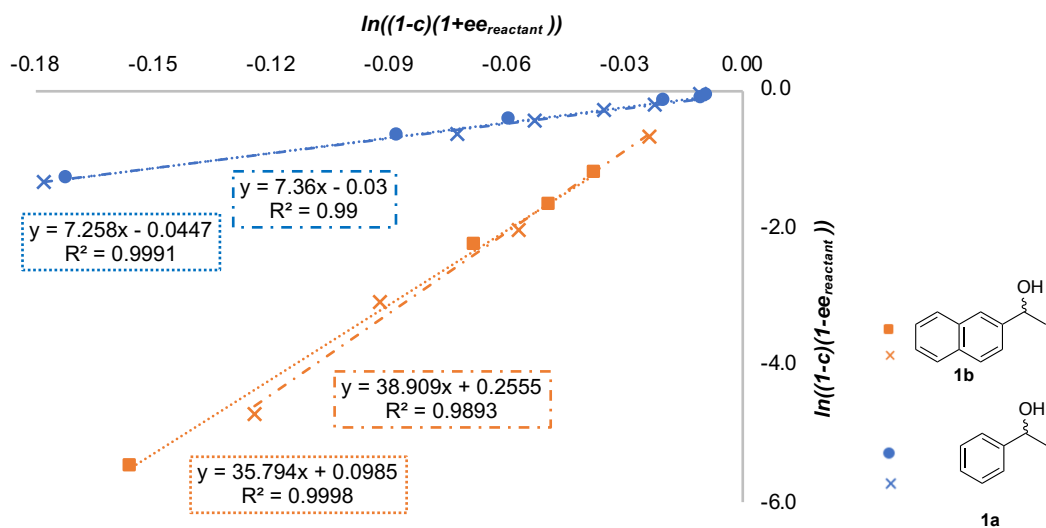 ln((1-c)(1+ee_reactant ))
-0.18 -0.15 -0.12 -0.09 -0.06 -0.03 0.00
0.0
-2.0
-4.0
-6.0
ln((1-c)(1-ee_reactant ))
y = 7.36x - 0.03
R² = 0.99
y = 7.258x - 0.0447
R² = 0.9991
y = 38.909x + 0.2555
R² = 0.9893
y = 35.794x + 0.0985
R² = 0.9998
OH
1b
OH
1a